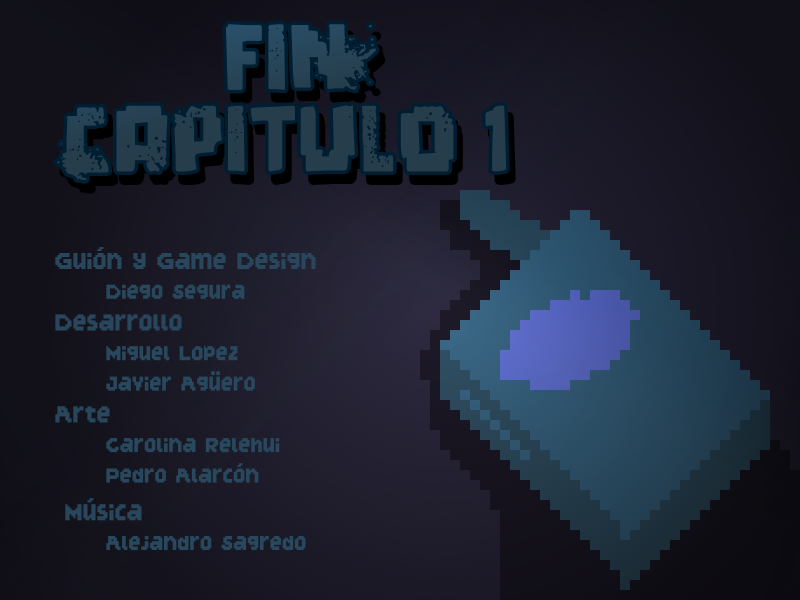 FIN
CAPITULO 1
Guión y Game Design
Diego Segura
Desarrollo
Miguel Lopez
Javier Agüero
Arte
Carolina Relehui
Pedro Alarcón
Música
Alejandro Sagredo